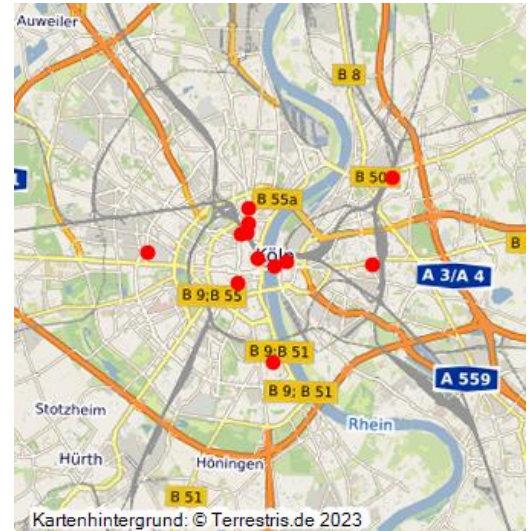 Auweiler
B 8
B 50
B 55a
Köln
B
A 3/A 4
B 9;B 55
B 9;B 51
A 559
B 9; B 51
Stotzheim
Rhein
Hürth
Höningen
B 51
Kartenhintergrund: © Terrestris.de 2023